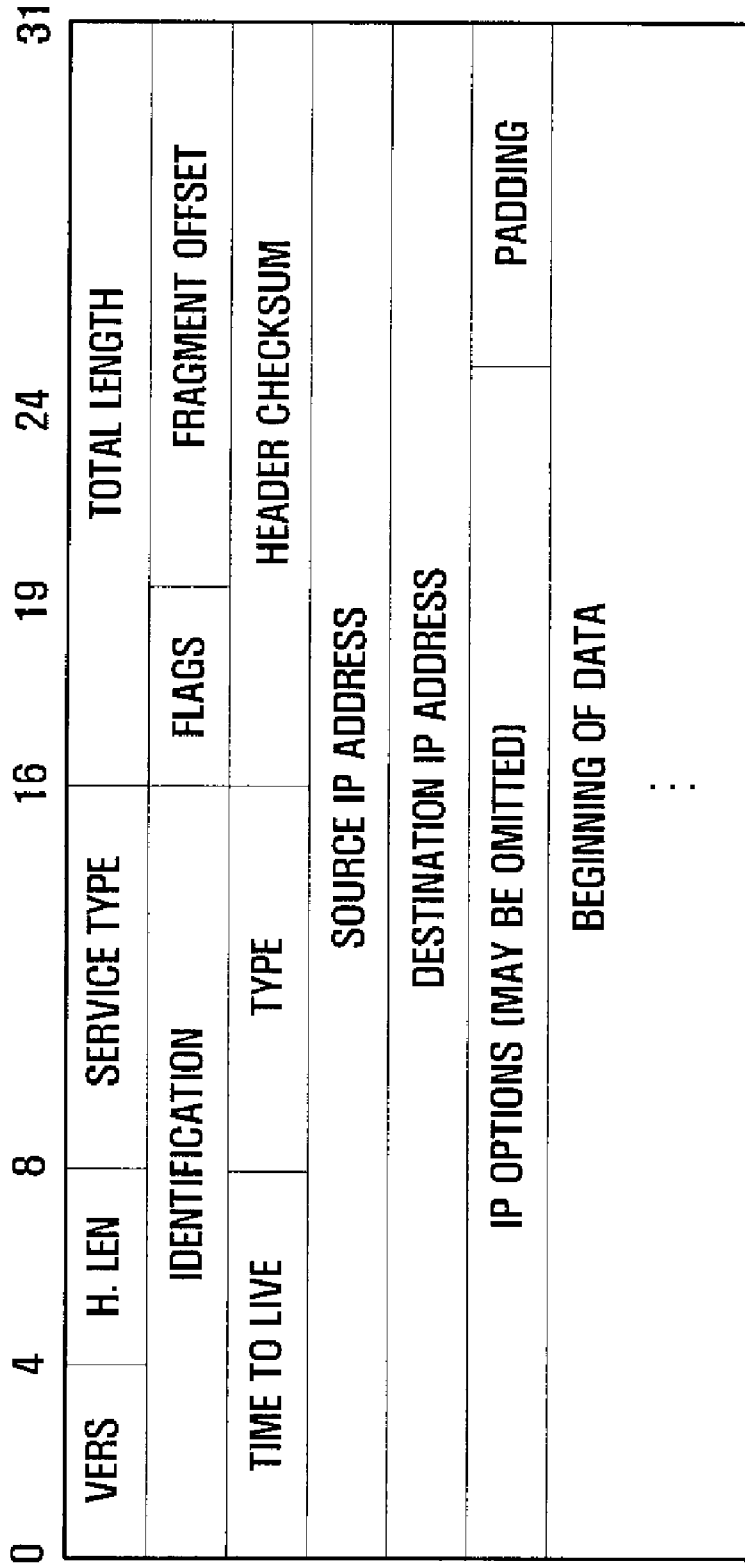 0 4 8 16 19 24 31
VERS H. LEN SERVICE TYPE TOTAL LENGTH
IDENTIFICATION FLAGS FRAGMENT OFFSET
TIME TO LIVE TYPE HEADER CHECKSUM
SOURCE IP ADDRESS
DESTINATION IP ADDRESS
IP OPTIONS (MAY BE OMITTED) PADDING
BEGINNING OF DATA
...